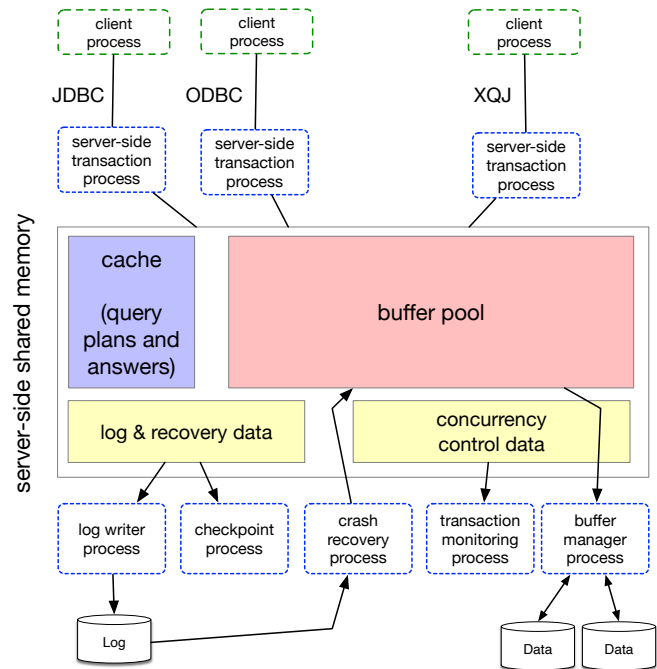 client
process
client
process
client
process
JDBC
ODBC
XQJ
server-side
transaction
process
server-side
transaction
process
server-side
transaction
process
server-side shared memory
cache
(query
plans and
answers)
buffer pool
log & recovery data
concurrency
control data
log writer
process
checkpoint
process
crash
recovery
process
transaction
monitoring
process
buffer
manager
process
Log
Data
Data